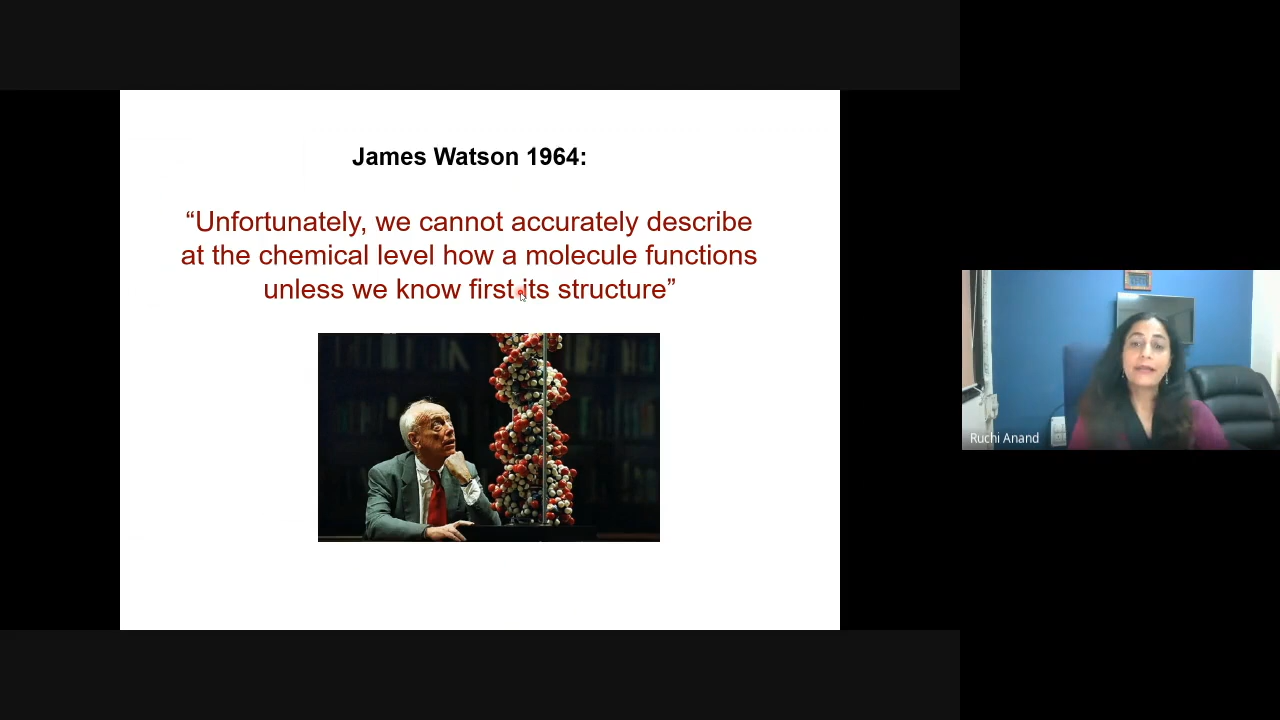 James Watson 1964:
“Unfortunately, we cannot accurately describe
at the chemical level how a molecule functions
unless we know first its structure”
Ruchi Anand